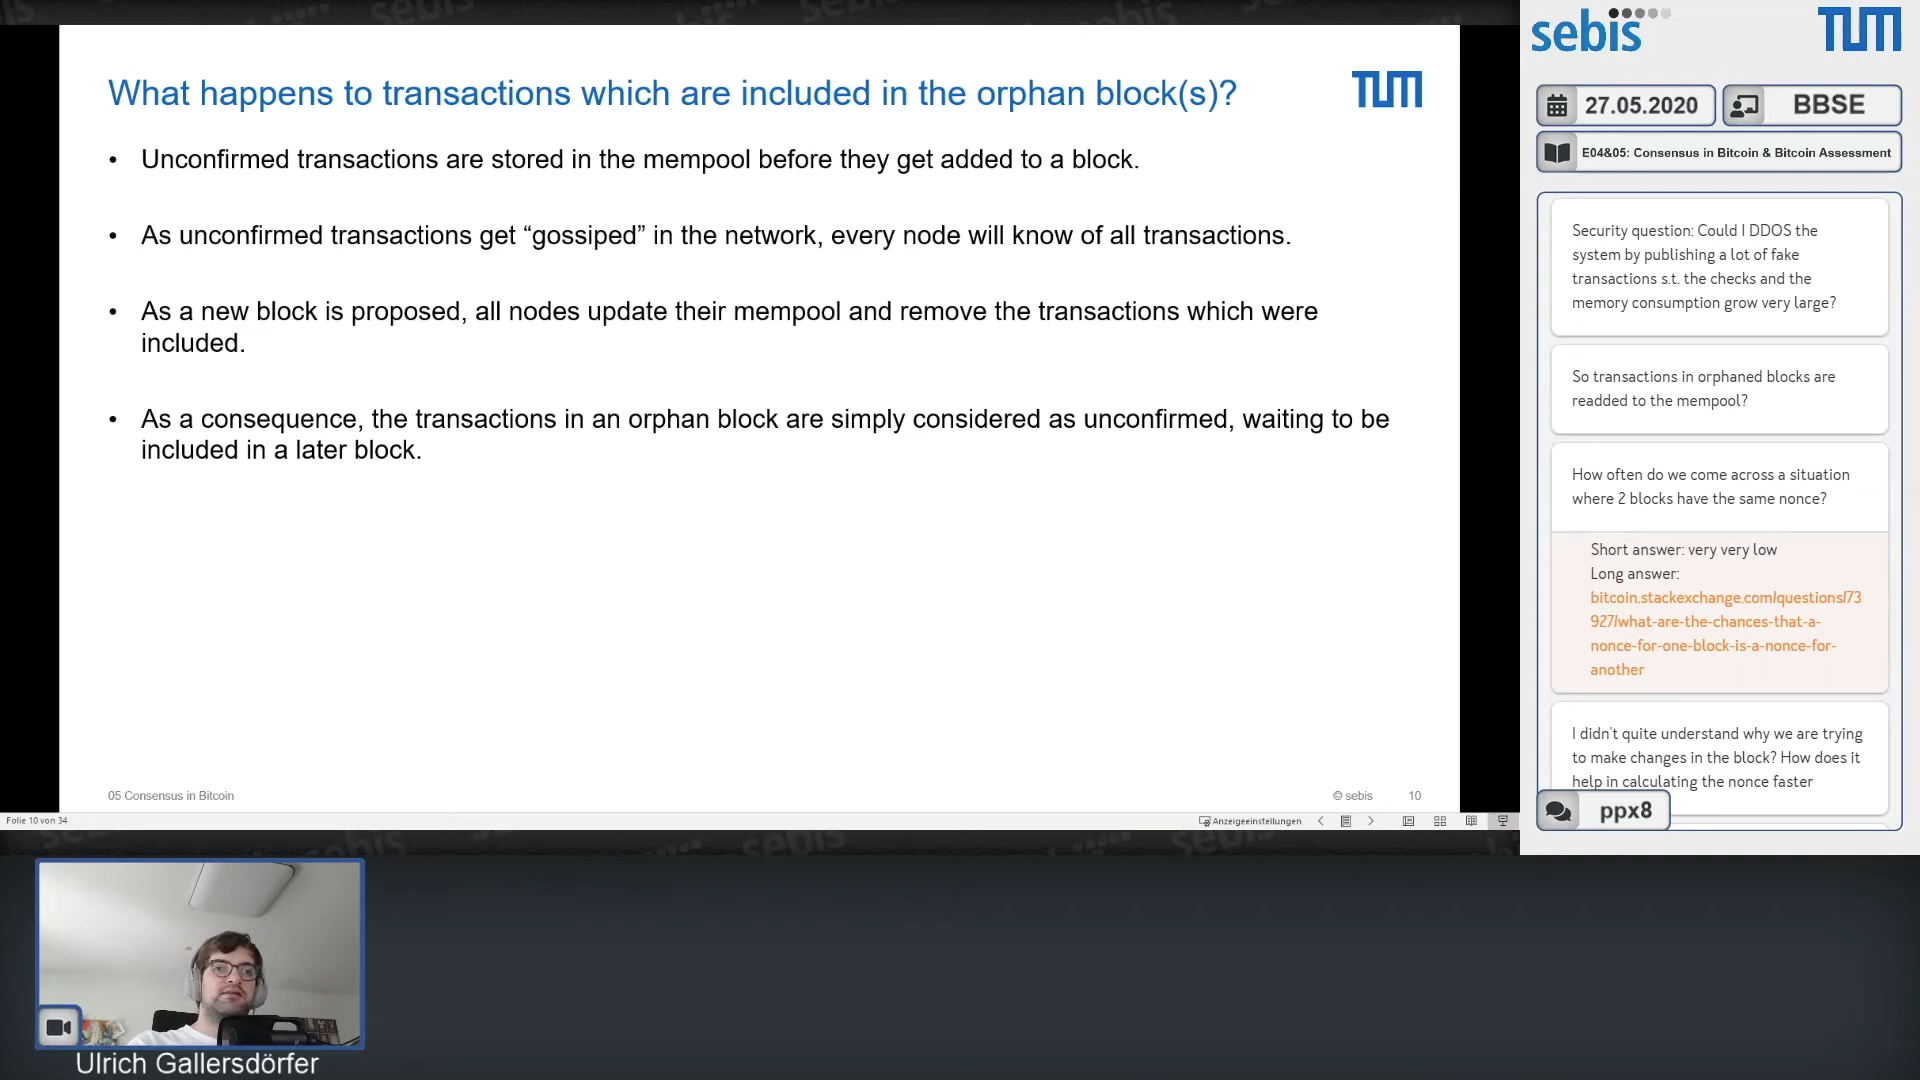 What happens to transactions which are included in the orphan block(s)?
TUM
• Unconfirmed transactions are stored in the mempool before they get added to a block.
• As unconfirmed transactions get “gossiped” in the network, every node will know of all transactions.
• As a new block is proposed, all nodes update their mempool and remove the transactions which were
included.
• As a consequence, the transactions in an orphan block are simply considered as unconfirmed, waiting to be
included in a later block.
05 Consensus in Bitcoin
© sebis 10
Folie 10 von 34
Anzeigeeinstellungen
sebis
TUM
27.05.2020
BBSE
E04&05: Consensus in Bitcoin & Bitcoin Assessment
Security question: Could I DDOS the
system by publishing a lot of fake
transactions s.t. the checks and the
memory consumption grow very large?
So transactions in orphaned blocks are
readded to the mempool?
How often do we come across a situation
where 2 blocks have the same nonce?
Short answer: very very low
Long answer:
bitcoin.stackexchange.com/questions/73
927/what-are-the-chances-that-a-
nonce-for-one-block-is-a-nonce-for-
another
I didn't quite understand why we are trying
to make changes in the block? How does it
help in calculating the nonce faster
ppx8
Ulrich Gallersdörfer